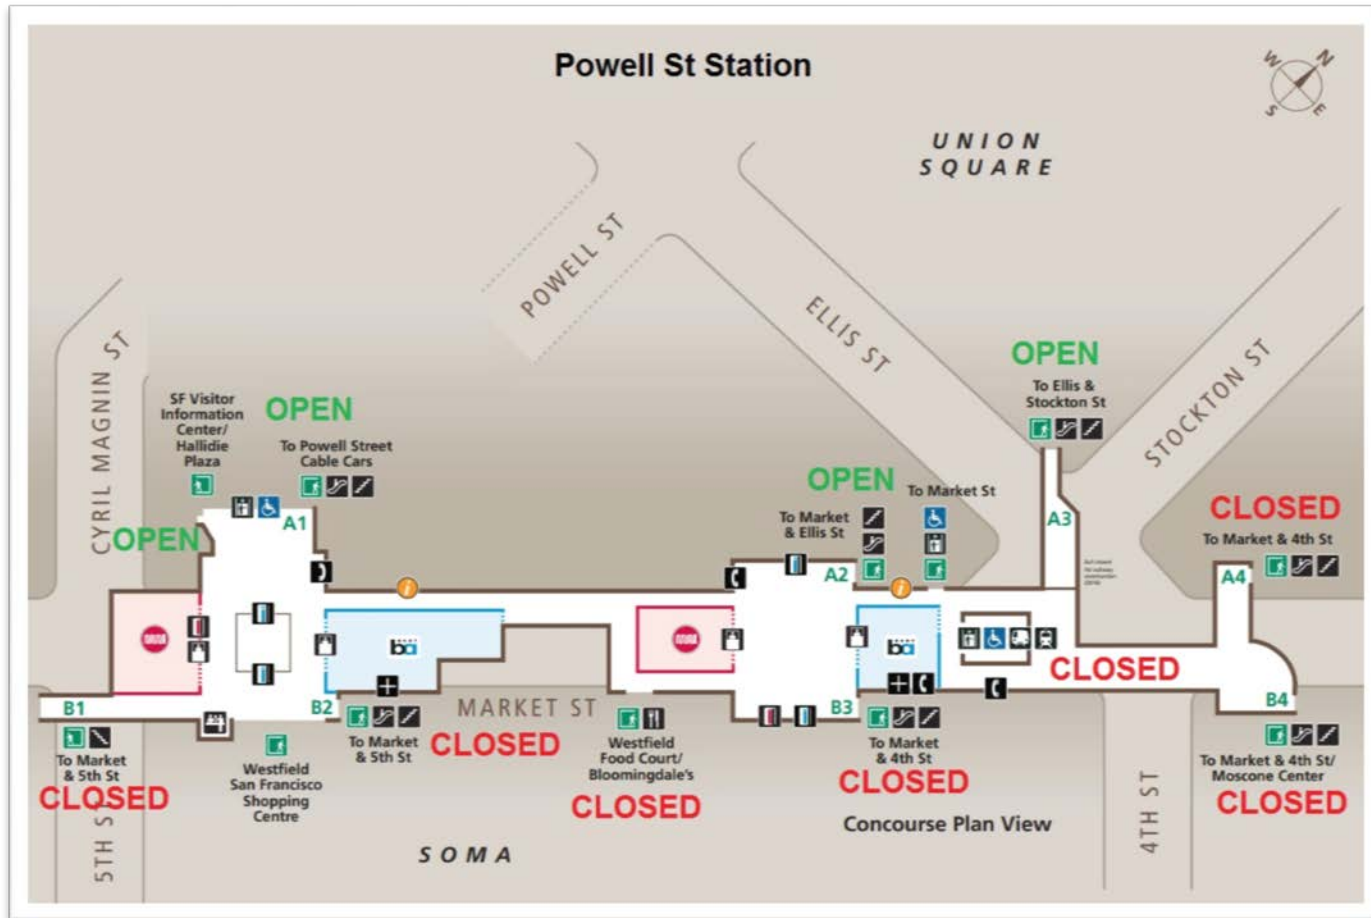 Powell St Station
W
N
S
E
UNION
SQUARE
POWELL ST
ELLIS ST
STOCKTON ST
CYRIL MAGNIN ST
OPEN
To Ellis &
Stockton St
SF Visitor
Information
Center/
Hallidie
Plaza
OPEN
To Powell Street
Cable Cars
OPEN
A1
OPEN
To Market
& Ellis St
To Market St
A2
A3
CLOSED
To Market & 4th St
A4
i
i
ba
ba
CLOSED
B1
To Market
& 5th St
CLOSED
5TH ST
Westfield
San Francisco
Shopping
Centre
B2
To Market
& 5th St
MARKET ST
CLOSED
Westfield
Food Court/
Bloomingdale's
CLOSED
B3
To Market
& 4th St
CLOSED
B4
To Market & 4th St/
Moscone Center
CLOSED
4TH ST
Concourse Plan View
SOMA